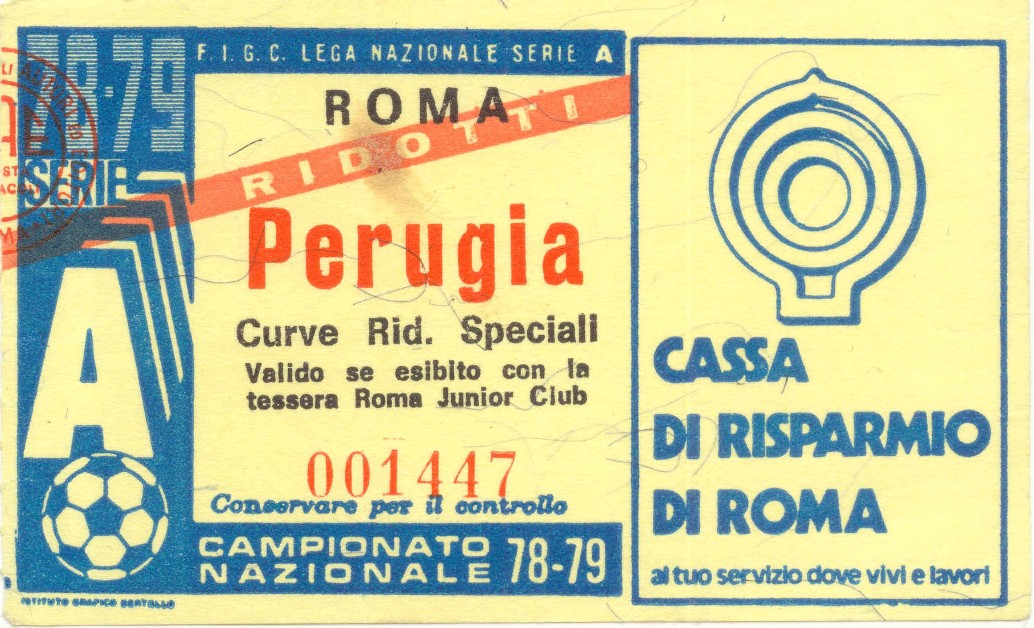 78-79
SERIE
A
F. I. G. C. LEGA NAZIONALE SERIE A
ROMA
RIDOTTI
Perugia
Curve Rid. Speciali
Valido se esibito con la
tessera Roma Junior Club
001447
Conservare per il controllo
CAMPIONATO
NAZIONALE 78-79
ISTITUTO GRAFICO BERTELLO
CASSA
DI RISPARMIO
DI ROMA
al tuo servizio dove vivi e lavori